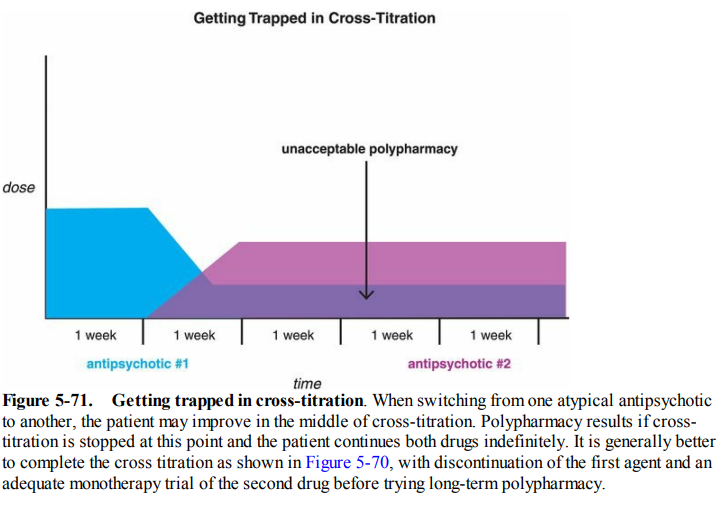 Getting Trapped in Cross-Titration
unacceptable polypharmacy
dose
1 week 1 week 1 week 1 week 1 week
antipsychotic #1 antipsychotic #2
time
Figure 5-71. Getting trapped in cross-titration. When switching from one atypical antipsychotic
to another, the patient may improve in the middle of cross-titration. Polypharmacy results if cross-
titration is stopped at this point and the patient continues both drugs indefinitely. It is generally better
to complete the cross titration as shown in Figure 5-70, with discontinuation of the first agent and an
adequate monotherapy trial of the second drug before trying long-term polypharmacy.